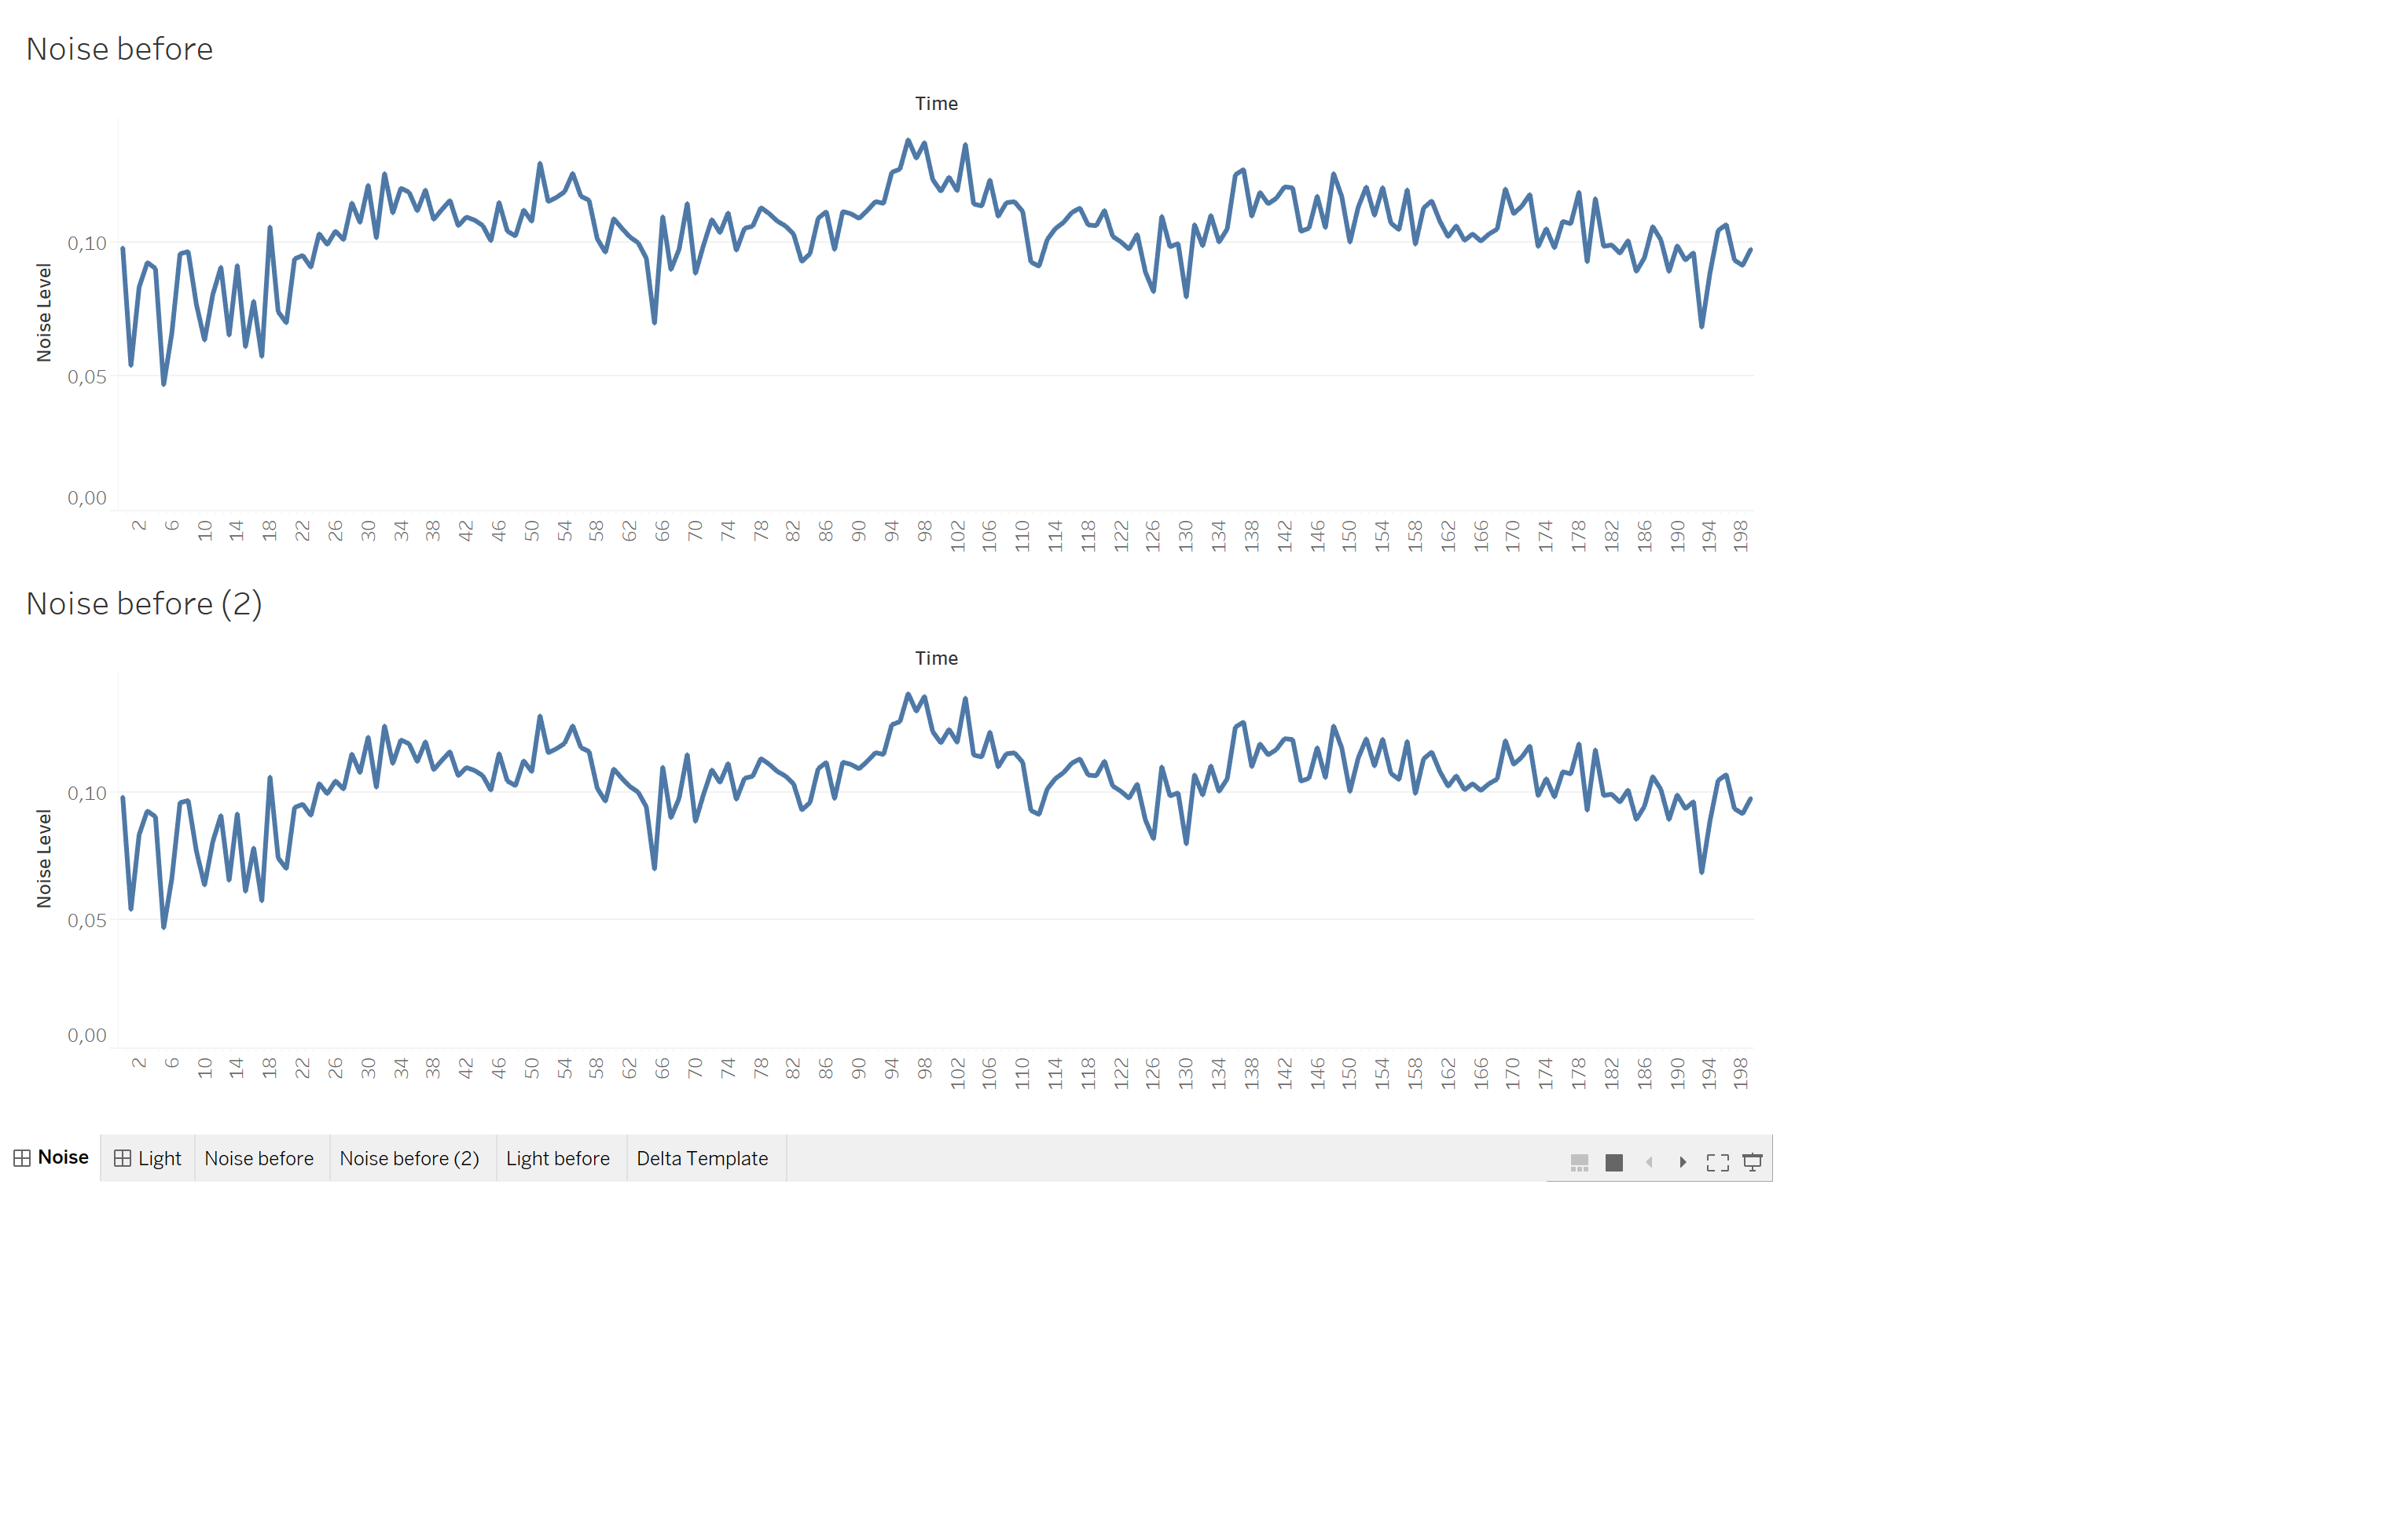 Noise before
Time
Noise Level
0,10
0,05
0,00
2 6 10 14 18 22 26 30 34 38 42 46 50 54 58 62 66 70 74 78 82 86 90 94 98 102 106 110 114 118 122 126 130 134 138 142 146 150 154 158 162 166 170 174 178 182 186 190 194 198
Noise before (2)
Time
Noise Level
0,10
0,05
0,00
2 6 10 14 18 22 26 30 34 38 42 46 50 54 58 62 66 70 74 78 82 86 90 94 98 102 106 110 114 118 122 126 130 134 138 142 146 150 154 158 162 166 170 174 178 182 186 190 194 198
Noise Light Noise before Noise before (2) Light before Delta Template